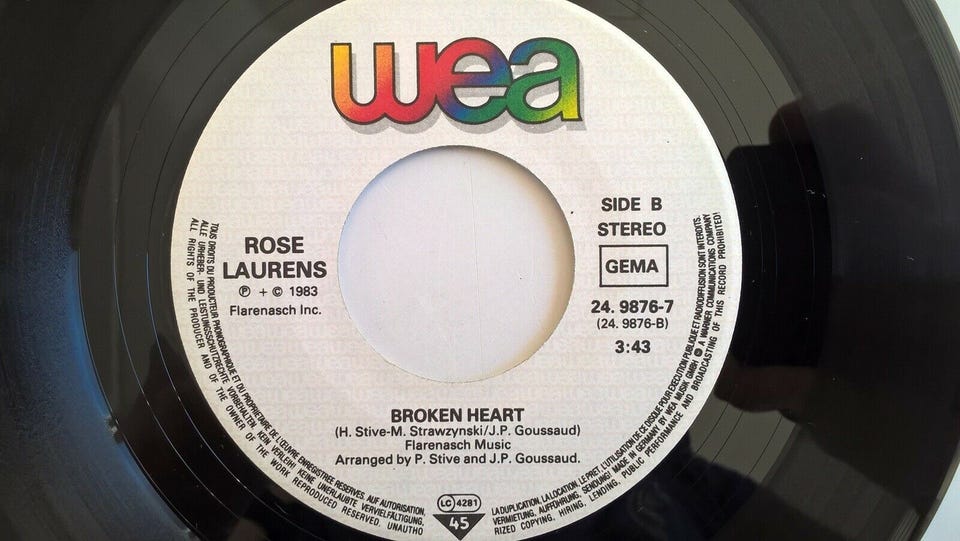 wea
SIDE B
STEREO
GEMA
24. 9876-7
(24. 9876-B)
3:43
ROSE
LAURENS
Ⓟ + © 1983
Flarenasch Inc.
BROKEN HEART
(H. Stive-M. Strawzynski/J.P. Goussaud)
Flarenasch Music
Arranged by P. Stive and J.P. Goussaud.
LC 4281
45
TOUS DROITS DU PRODUCTEUR PHONOGRAPHIQUE ET DU PROPRIETAIRE DE L'ŒUVRE ENREGISTREE RESERVES, AUF AUTORISATION, LA DUPLICATION, LA LOCATION, LE PRET, L'UTILISATION DE CE DISQUE POUR EXECUTION PUBLIQUE ET RADIODIFFUSION SONT INTERDITS.
ALLE URHEBER- UND LEISTUNGSSCHUTZRECHTE VORBEHALTEN. KEIN VERLEIH! KEINE UNERLAUBTE VERVIELFÄLTIGUNG, VERMIETUNG, AUFFÜHRUNG, SENDUNG! MADE IN GERMANY BY WEA MUSIK GMBH A WARNER COMMUNICATIONS COMPANY
ALL RIGHTS OF THE PRODUCER AND OF THE OWNER OF THE WORK REPRODUCED RESERVED. UNAUTHORIZED COPYING, HIRING, LENDING, PUBLIC PERFORMANCE AND BROADCASTING OF THIS RECORD PROHIBITED!